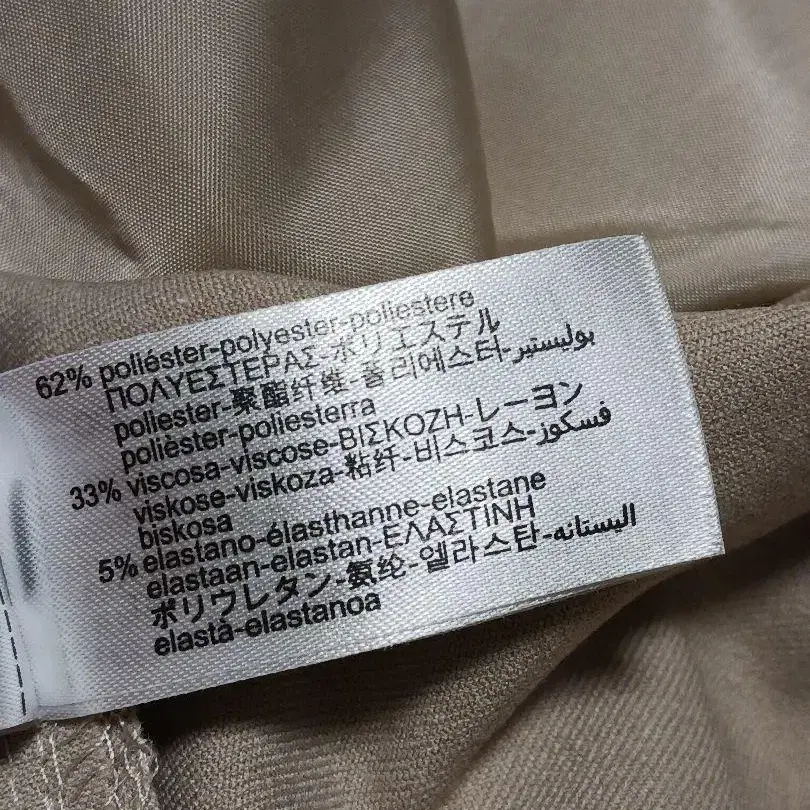 62% poliéster-polyester-poliestere
ΠΟΛΥΕΣΤΕΡΑΣ-ポリエステル
poliester-聚酯纤维-폴리에스터-بوليستير
polièster-poliesterra
33% viscosa-viscose-ΒΙΣΚΟΖΗ-レーヨン
viskose-viskoza-粘纤-비스코스-فسكوز
biskosa
5% elastano-élasthanne-elastane
elastaan-elastan-ΕΛΑΣΤΙΝΗ
ポリウレタン-氨纶-엘라스탄-اليستانه
elastà-elastanoa